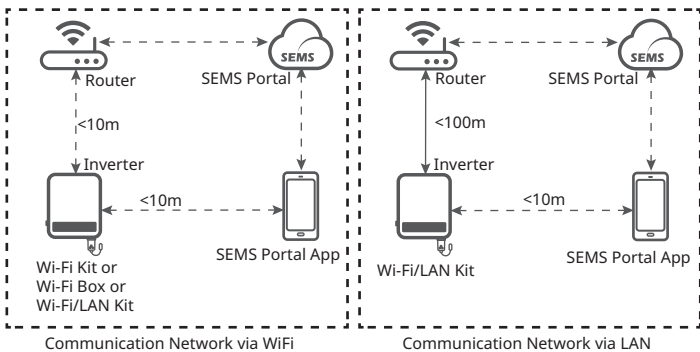 SEMS
Router
SEMS Portal
<10m
Inverter
<10m
SEMS Portal App
Wi-Fi Kit or
Wi-Fi Box or
Wi-Fi/LAN Kit
Communication Network via WiFi
SEMS
Router
SEMS Portal
<100m
Inverter
<10m
SEMS Portal App
Wi-Fi/LAN Kit
Communication Network via LAN